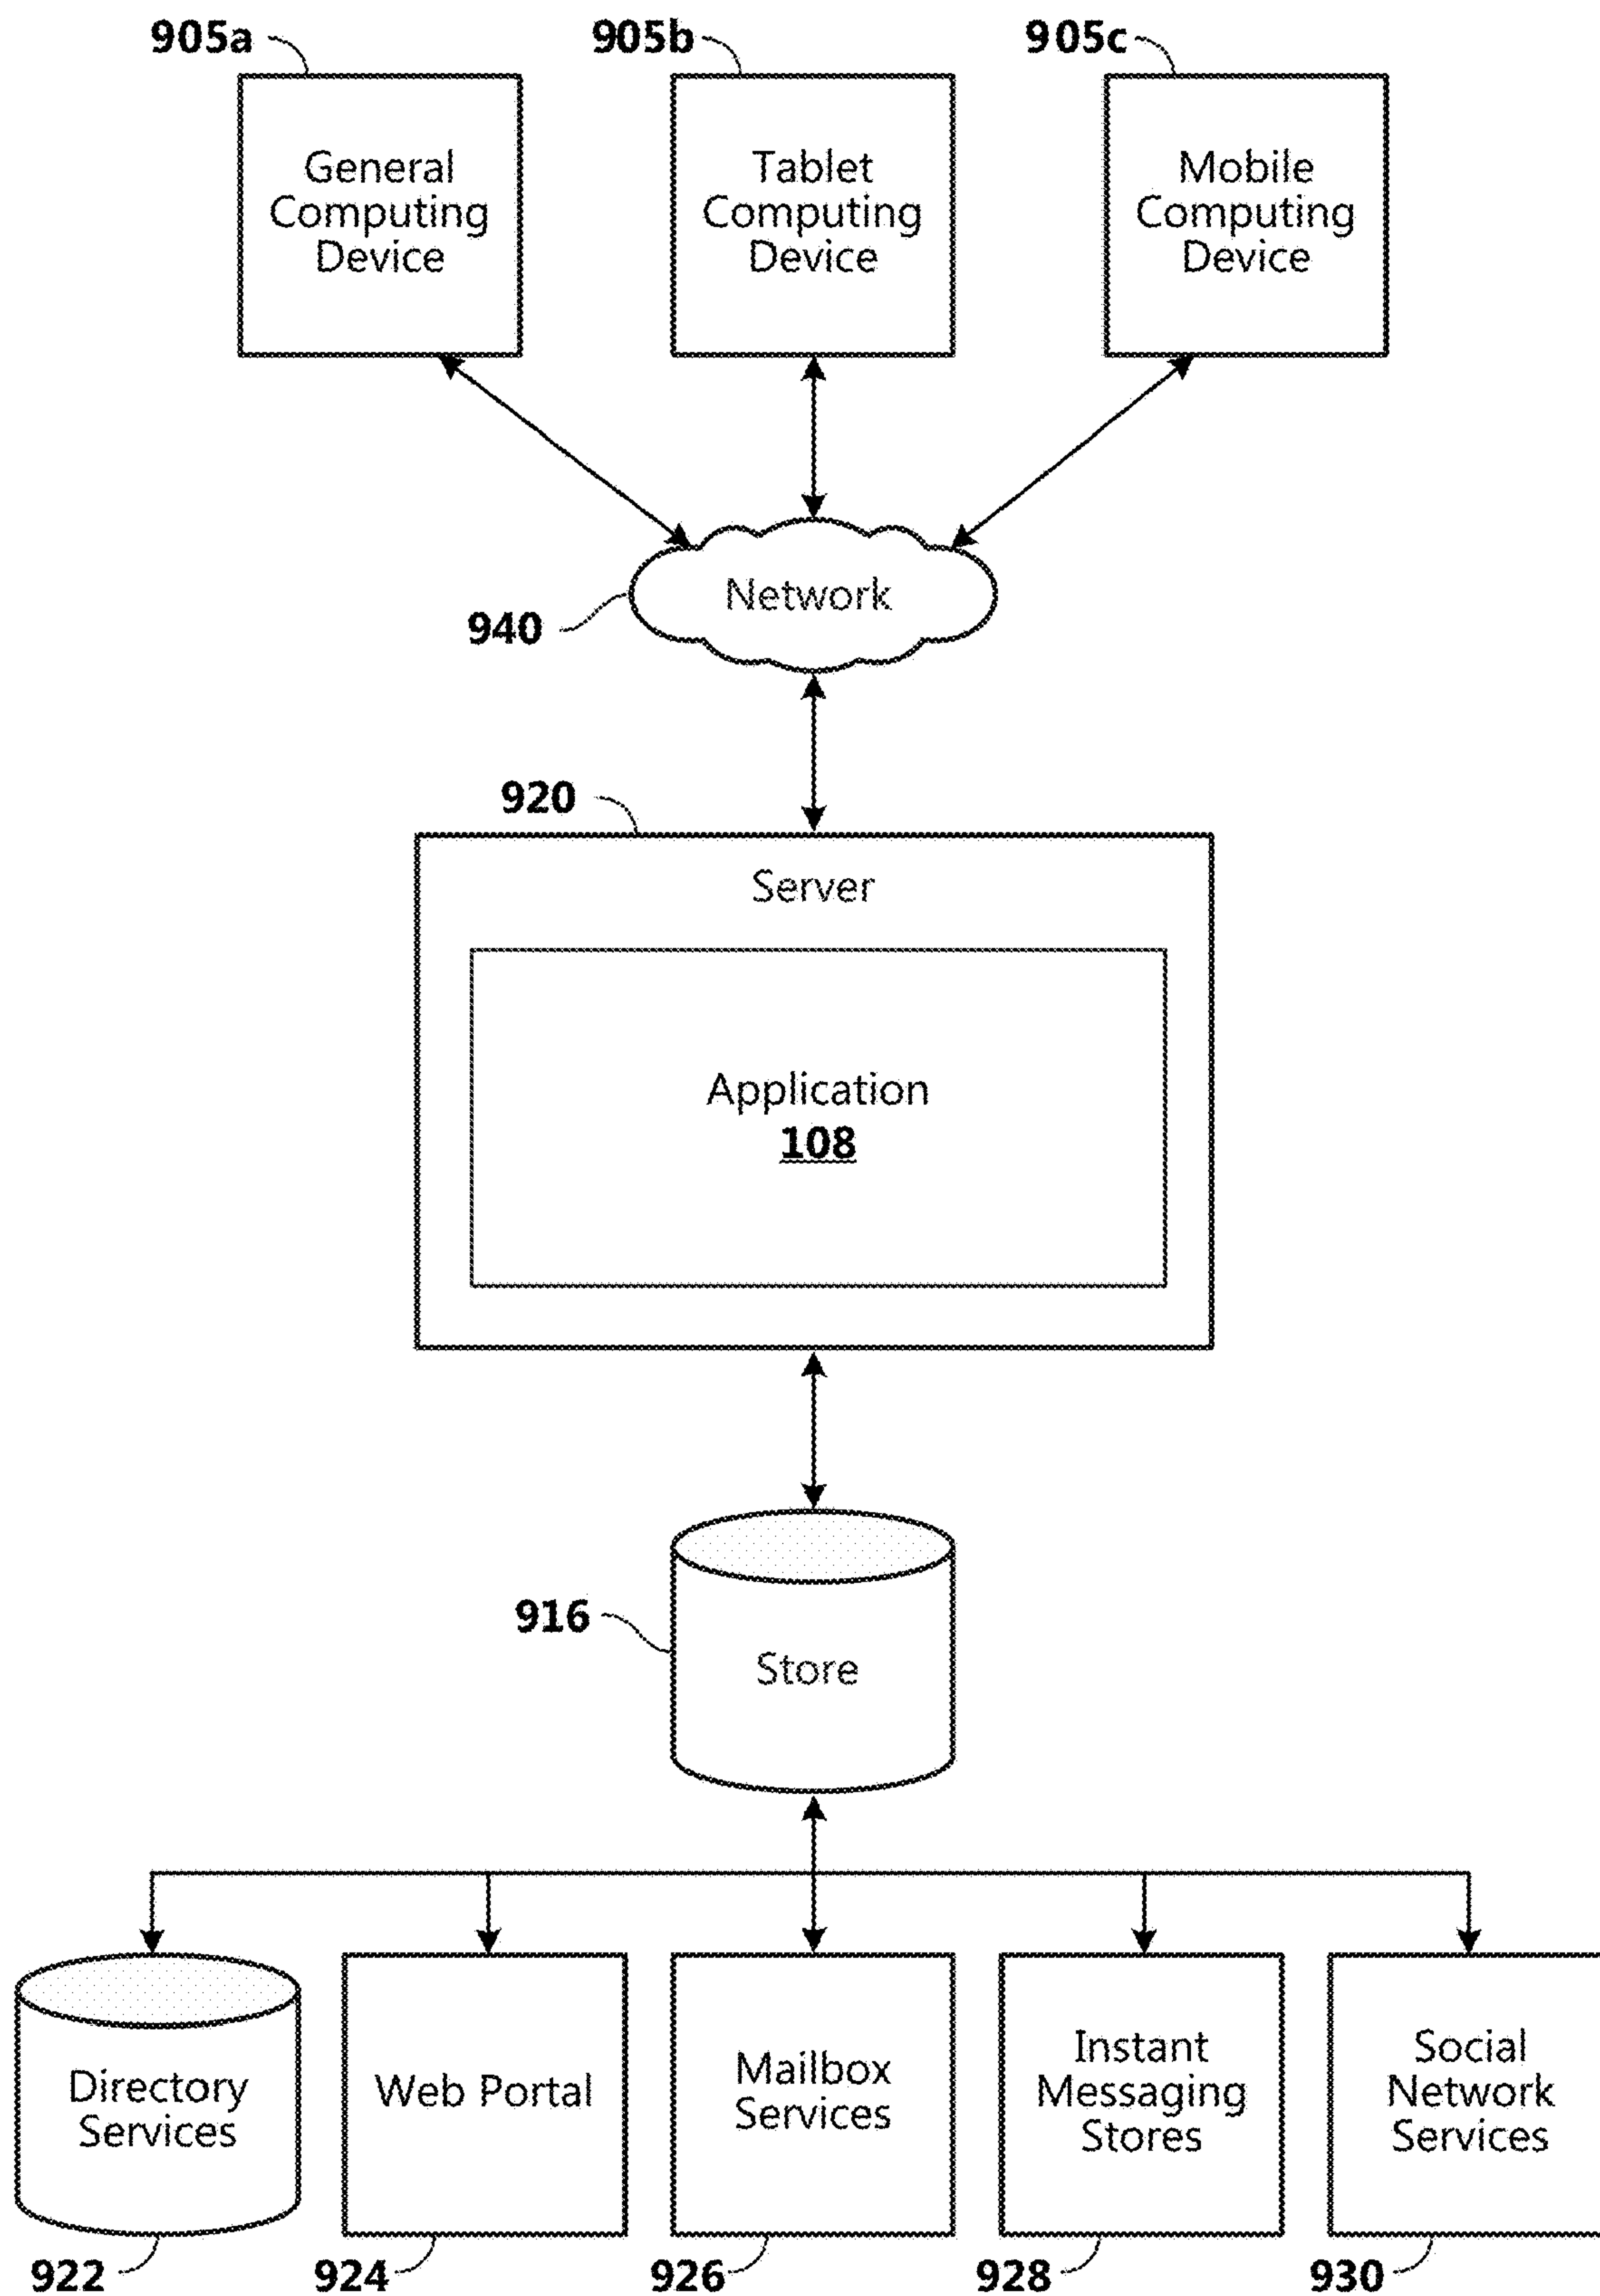 905a 905b 905c
General
Computing
Device
Tablet
Computing
Device
Mobile
Computing
Device
Network
940
920
Server
Application
108
916
Store
Directory
Services
Web Portal
Mailbox
Services
Instant
Messaging
Stores
Social
Network
Services
922 924 926 928 930